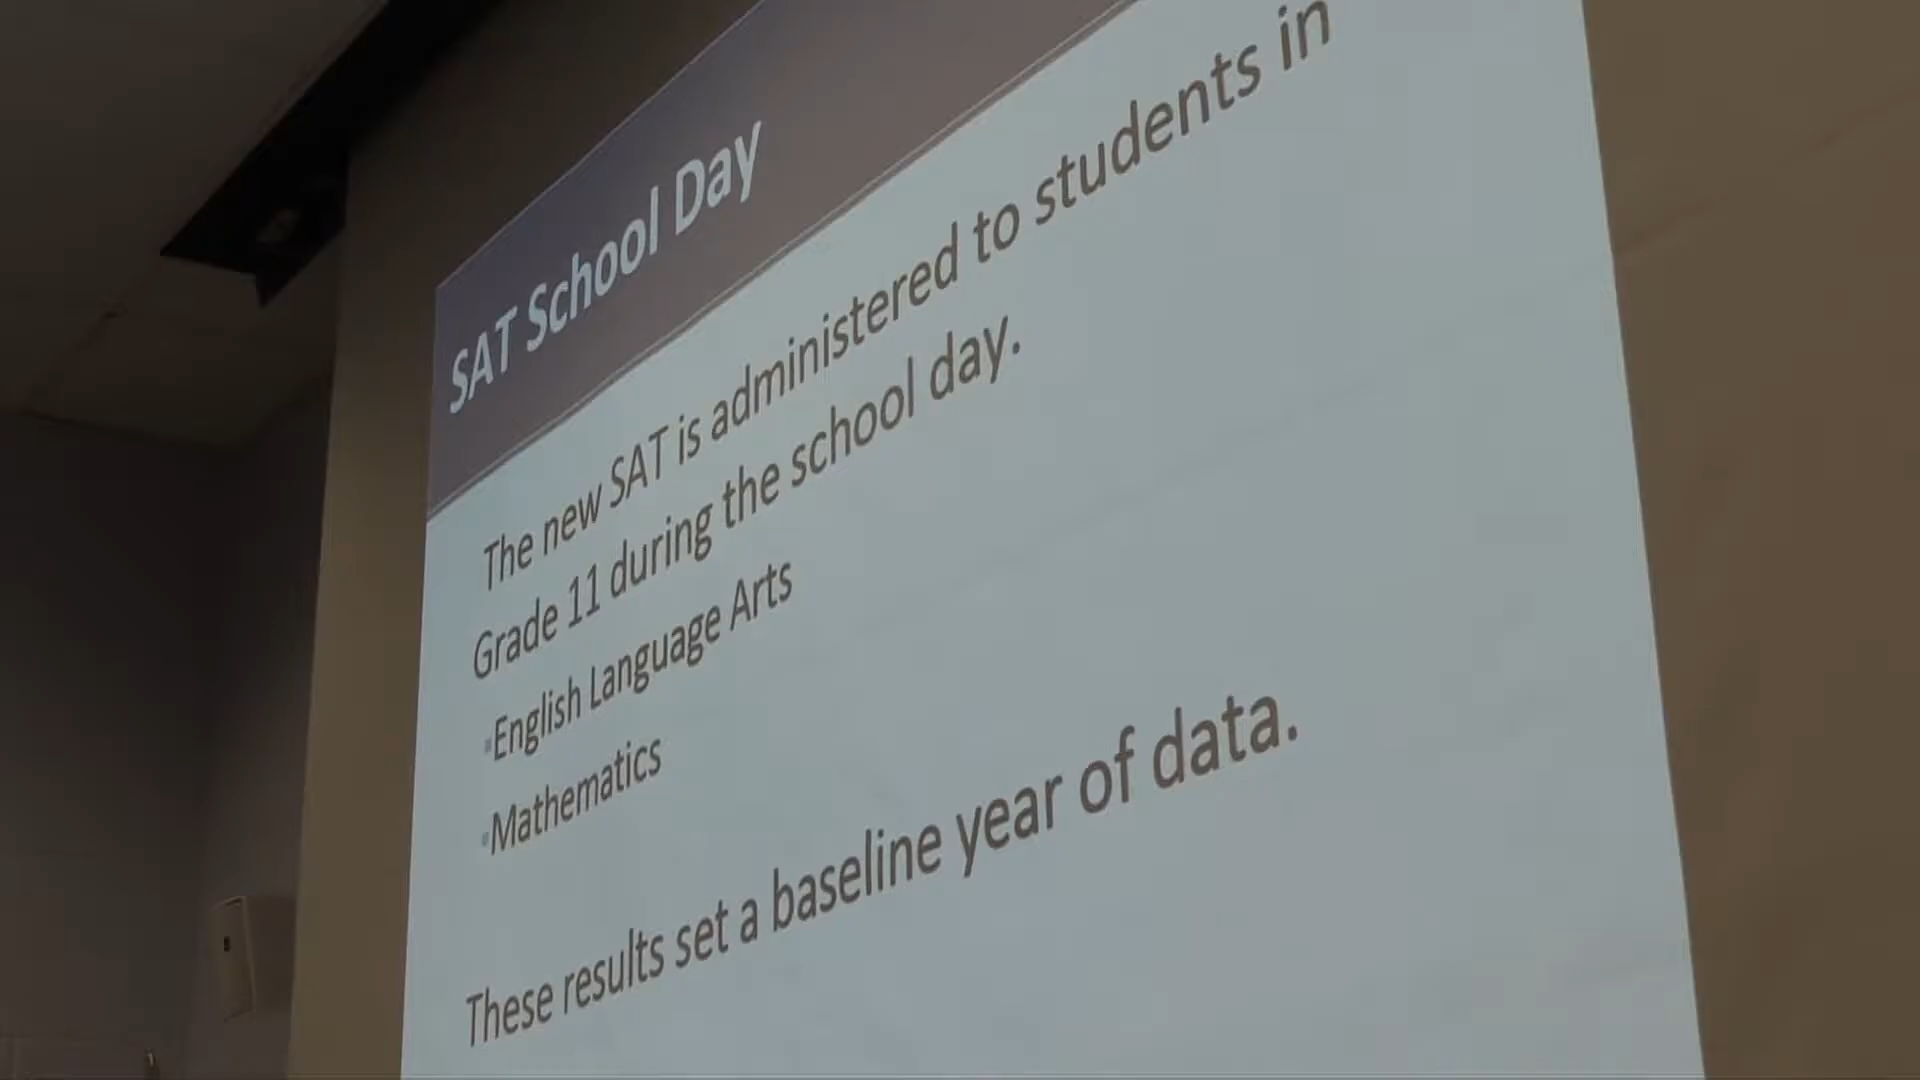 SAT School Day
The new SAT is administered to students in
Grade 11 during the school day.
▪English Language Arts
▪Mathematics
These results set a baseline year of data.